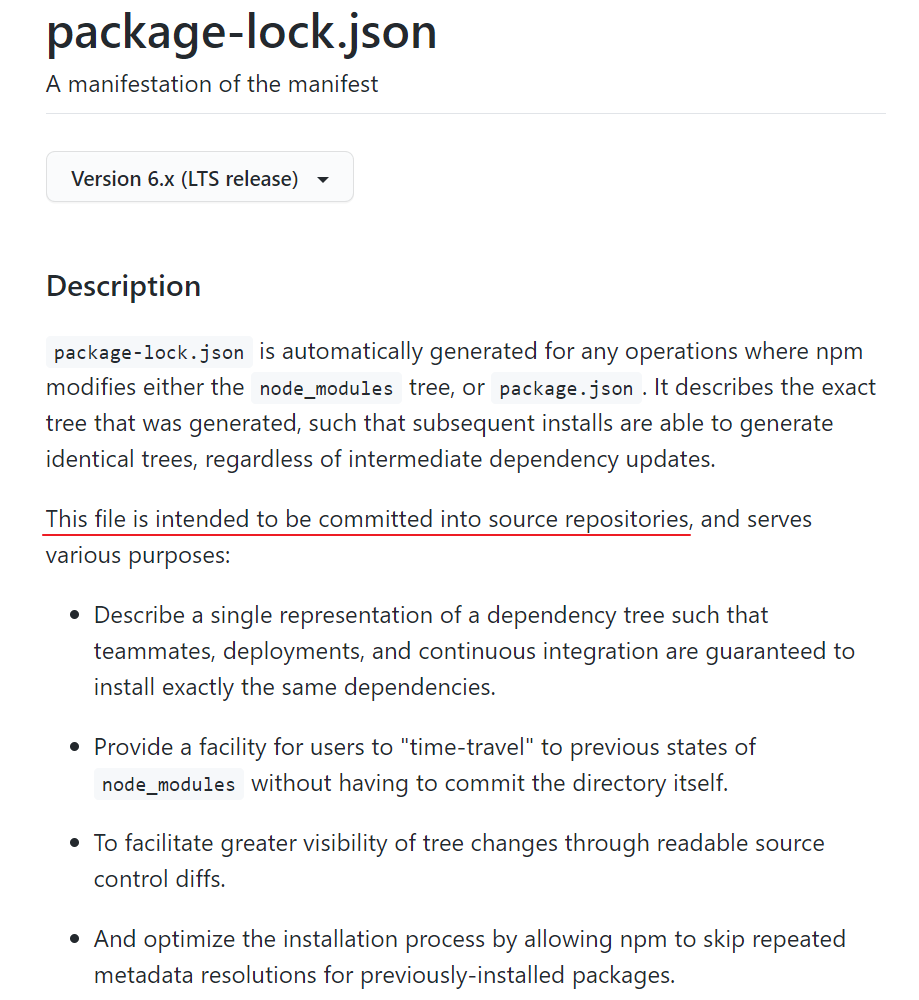 package-lock.json
A manifestation of the manifest
Version 6.x (LTS release)
Description
package-lock.json is automatically generated for any operations where npm
modifies either the node_modules tree, or package.json. It describes the exact
tree that was generated, such that subsequent installs are able to generate
identical trees, regardless of intermediate dependency updates.
This file is intended to be committed into source repositories, and serves
various purposes:
• Describe a single representation of a dependency tree such that
teammates, deployments, and continuous integration are guaranteed to
install exactly the same dependencies.
• Provide a facility for users to "time-travel" to previous states of
node_modules without having to commit the directory itself.
• To facilitate greater visibility of tree changes through readable source
control diffs.
• And optimize the installation process by allowing npm to skip repeated
metadata resolutions for previously-installed packages.